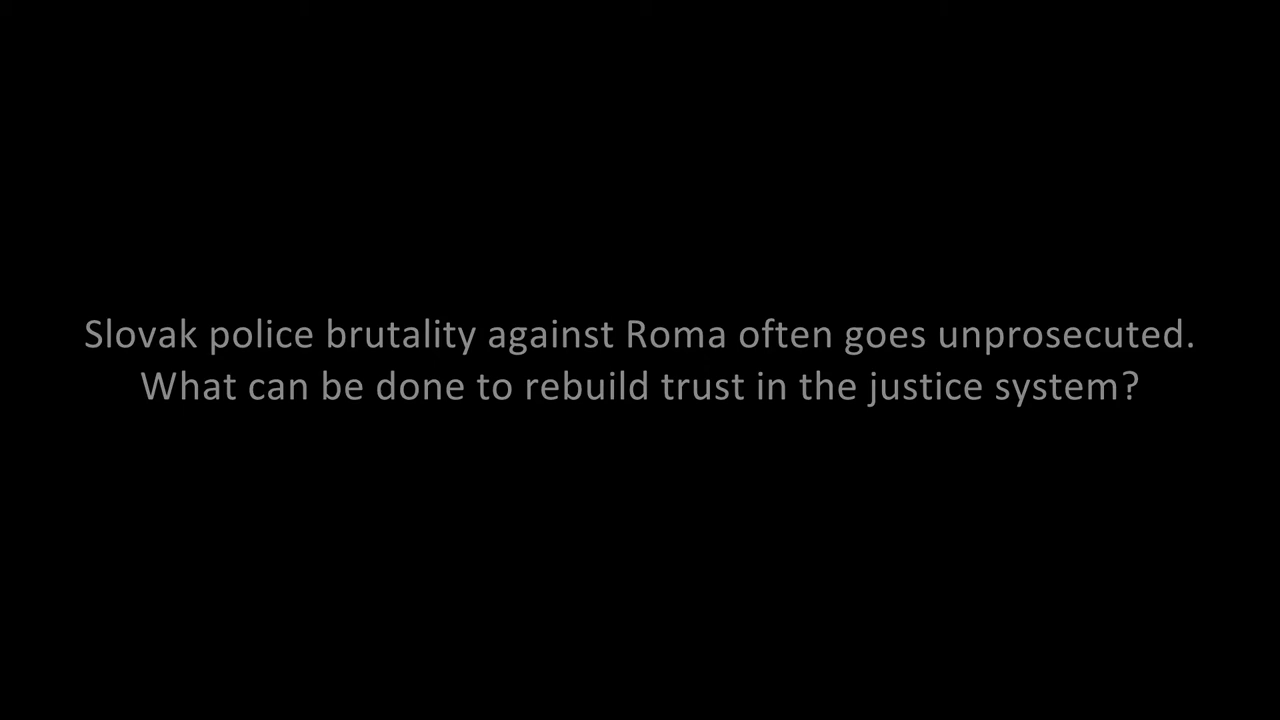 Slovak police brutality against Roma often goes unprosecuted.
What can be done to rebuild trust in the justice system?